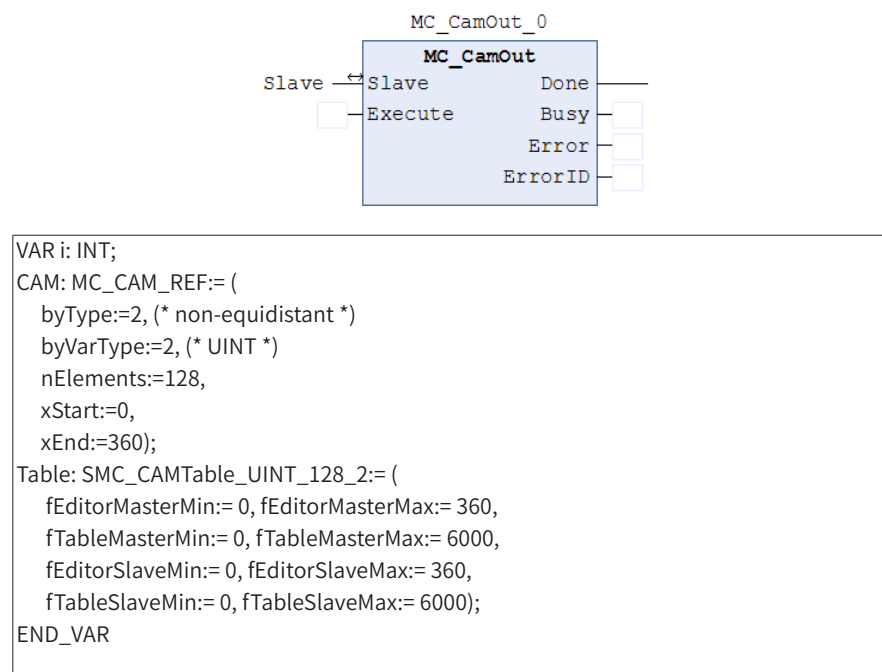 MC_CamOut_0
MC_CamOut
Slave Slave Done
Execute Busy
Error
ErrorID
VAR i: INT;
CAM: MC_CAM_REF:= (
byType:=2, (* non-equidistant *)
byVarType:=2, (* UINT *)
nElements:=128,
xStart:=0,
xEnd:=360);
Table: SMC_CAMTable_UINT_128_2:= (
fEditorMasterMin:= 0, fEditorMasterMax:= 360,
fTableMasterMin:= 0, fTableMasterMax:= 6000,
fEditorSlaveMin:= 0, fEditorSlaveMax:= 360,
fTableSlaveMin:= 0, fTableSlaveMax:= 6000);
END_VAR